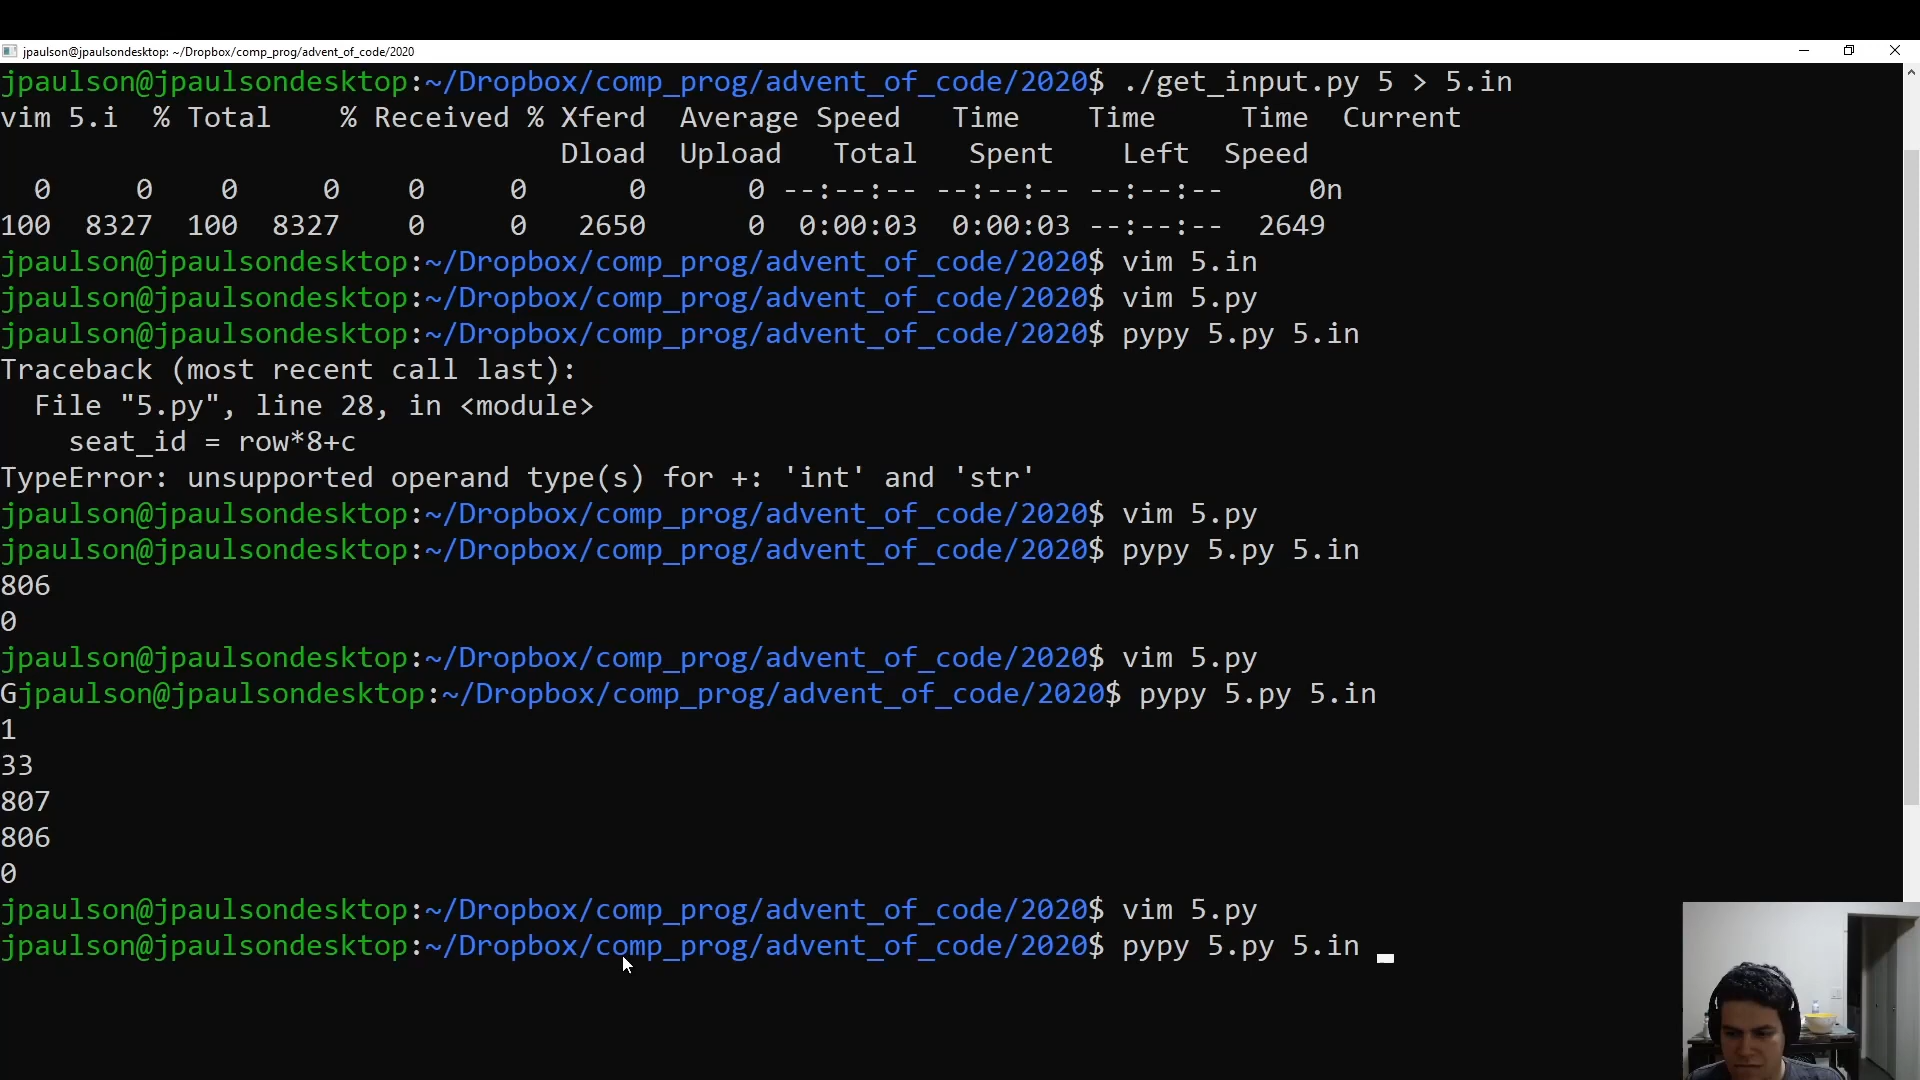 jpaulson@jpaulsondesktop: ~/Dropbox/comp_prog/advent_of_code/2020
jpaulson@jpaulsondesktop:~/Dropbox/comp_prog/advent_of_code/2020$ ./get_input.py 5 > 5.in
vim 5.i  % Total    % Received % Xferd  Average Speed   Time    Time     Time  Current
                                 Dload  Upload   Total   Spent    Left  Speed
  0     0    0     0    0     0      0      0 --:--:-- --:--:-- --:--:--     0n
100  8327  100  8327    0     0   2650      0  0:00:03  0:00:03 --:--:--  2649
jpaulson@jpaulsondesktop:~/Dropbox/comp_prog/advent_of_code/2020$ vim 5.in
jpaulson@jpaulsondesktop:~/Dropbox/comp_prog/advent_of_code/2020$ vim 5.py
jpaulson@jpaulsondesktop:~/Dropbox/comp_prog/advent_of_code/2020$ pypy 5.py 5.in
Traceback (most recent call last):
  File "5.py", line 28, in <module>
    seat_id = row*8+c
TypeError: unsupported operand type(s) for +: 'int' and 'str'
jpaulson@jpaulsondesktop:~/Dropbox/comp_prog/advent_of_code/2020$ vim 5.py
jpaulson@jpaulsondesktop:~/Dropbox/comp_prog/advent_of_code/2020$ pypy 5.py 5.in
806
0
jpaulson@jpaulsondesktop:~/Dropbox/comp_prog/advent_of_code/2020$ vim 5.py
Gjpaulson@jpaulsondesktop:~/Dropbox/comp_prog/advent_of_code/2020$ pypy 5.py 5.in
1
33
807
806
0
jpaulson@jpaulsondesktop:~/Dropbox/comp_prog/advent_of_code/2020$ vim 5.py
jpaulson@jpaulsondesktop:~/Dropbox/comp_prog/advent_of_code/2020$ pypy 5.py 5.in